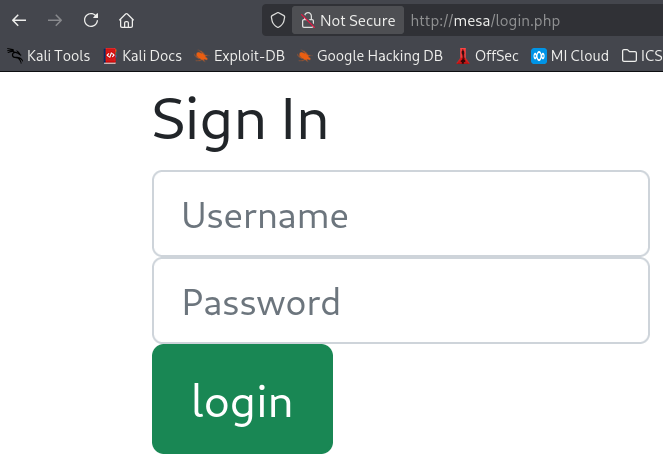 Not Secure http://mesa/login.php
Kali Tools Kali Docs Exploit-DB Google Hacking DB OffSec MI Cloud ICS
Sign In
Username
Password
login